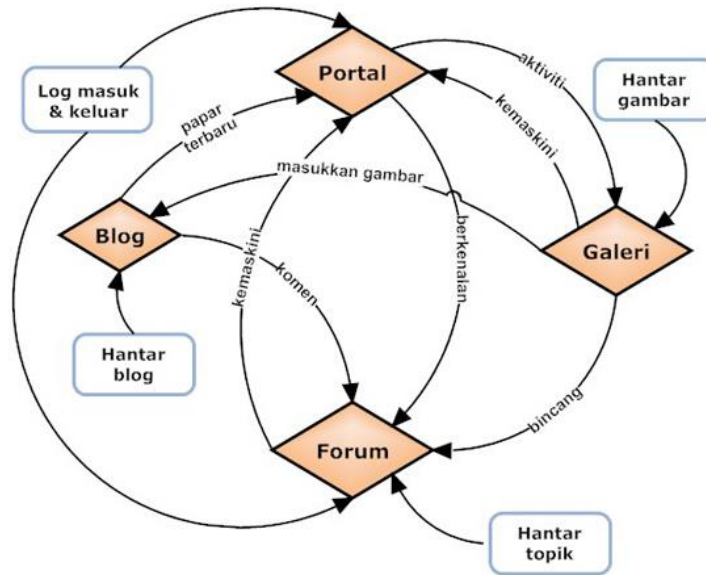 Portal
aktiviti
Hantar
gambar
Log masuk
& keluar
papar
terbaru
kemaskini
masukkan gambar
Blog
kemaskini
berkenalan
Galeri
komen
Hantar
blog
bincang
Forum
Hantar
topik